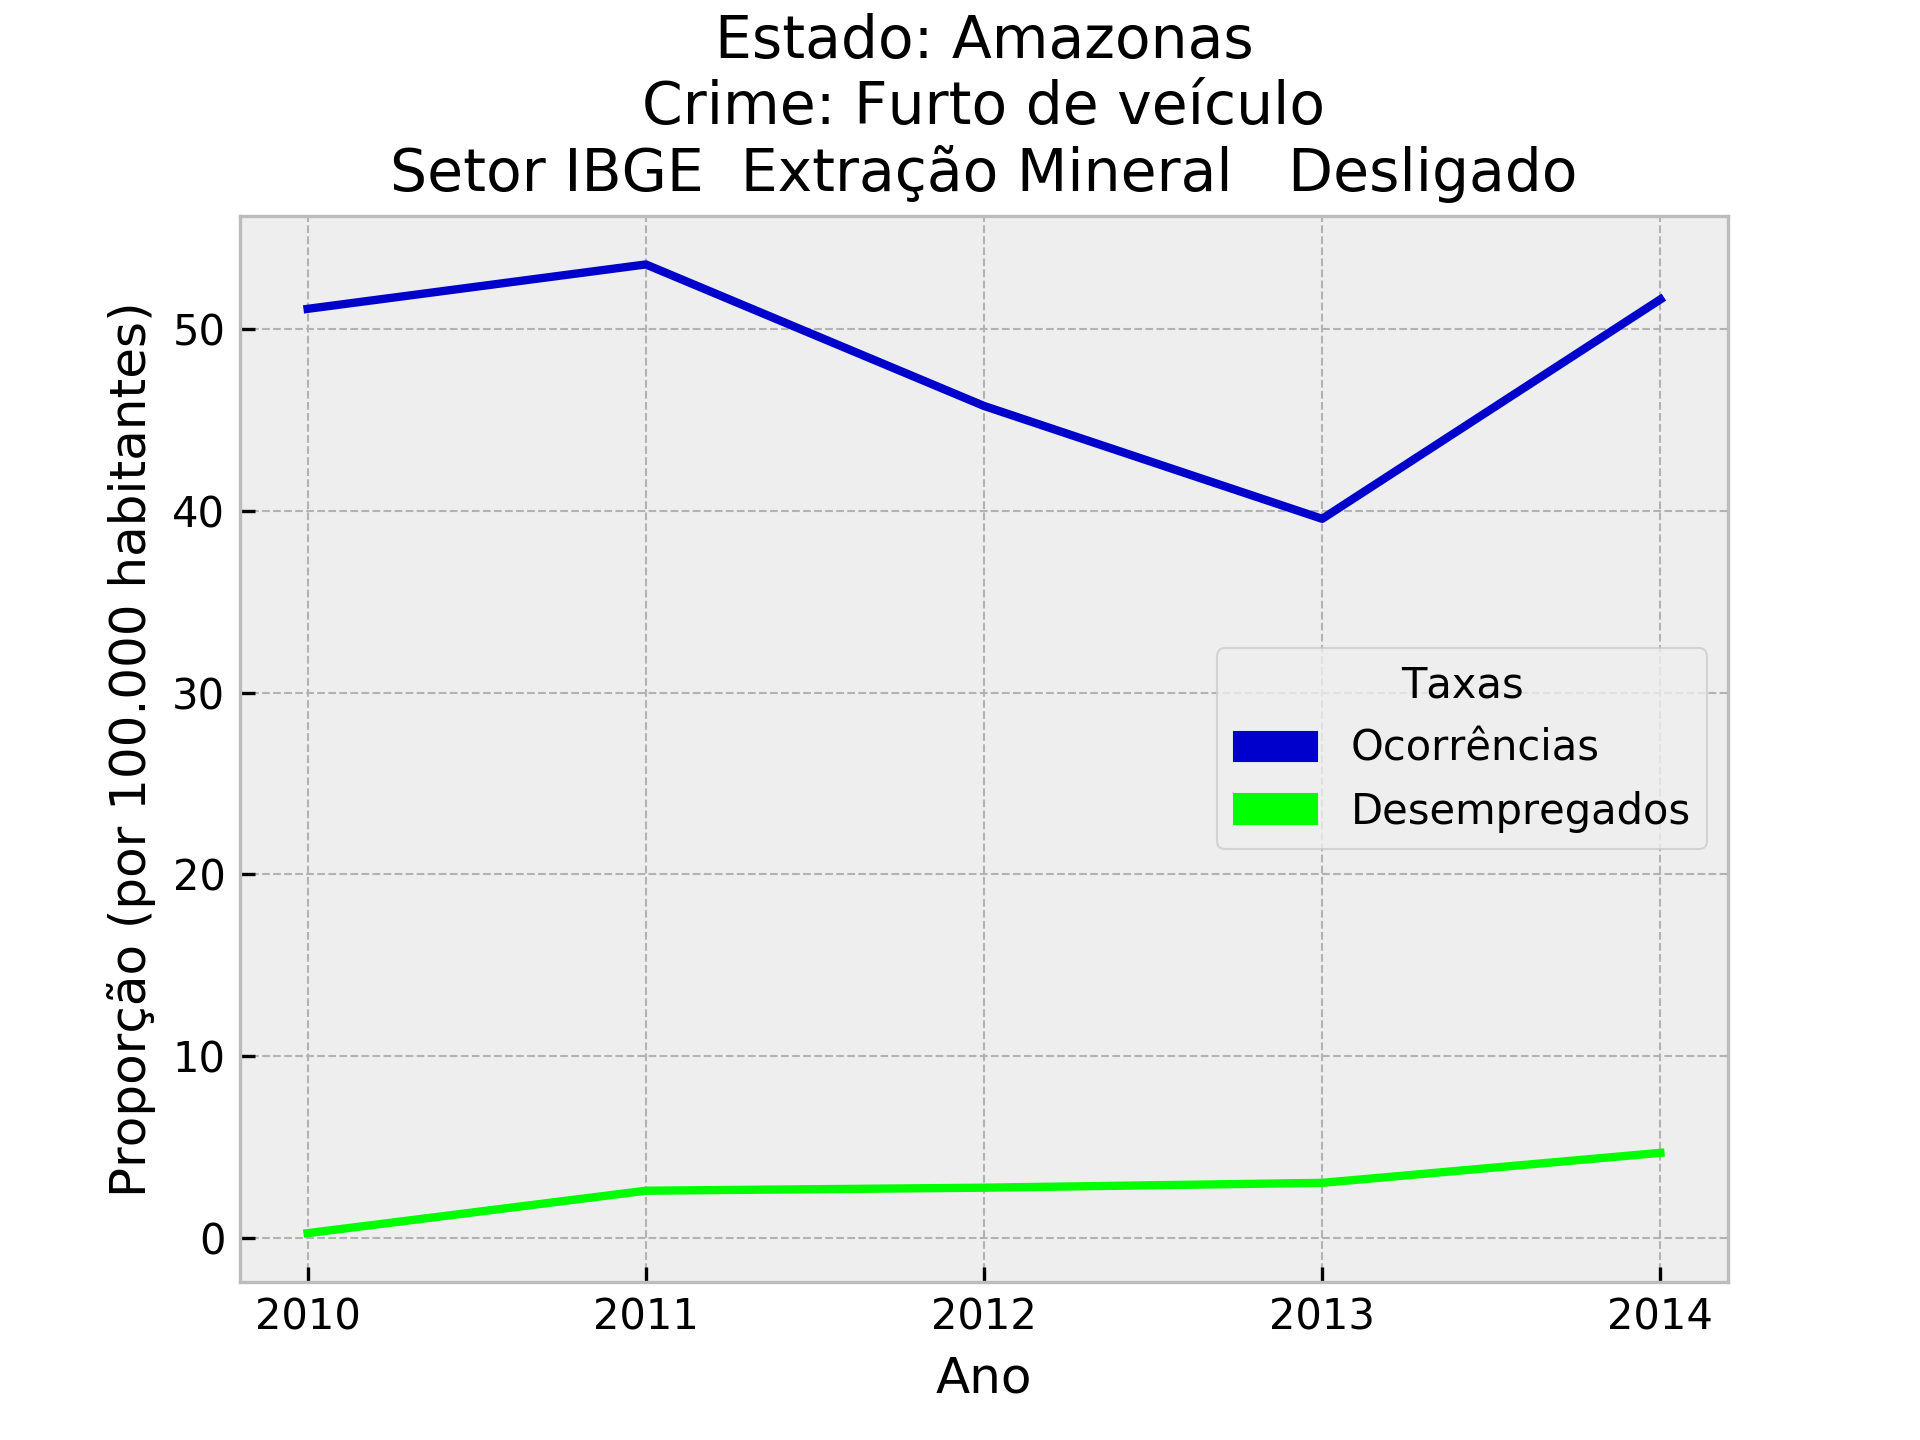 Estado: Amazonas
Crime: Furto de veículo
Setor IBGE  Extração Mineral   Desligado
Proporção (por 100.000 habitantes)
50
40
30
20
10
0
Taxas
Ocorrências
Desempregados
2010 2011 2012 2013 2014
Ano